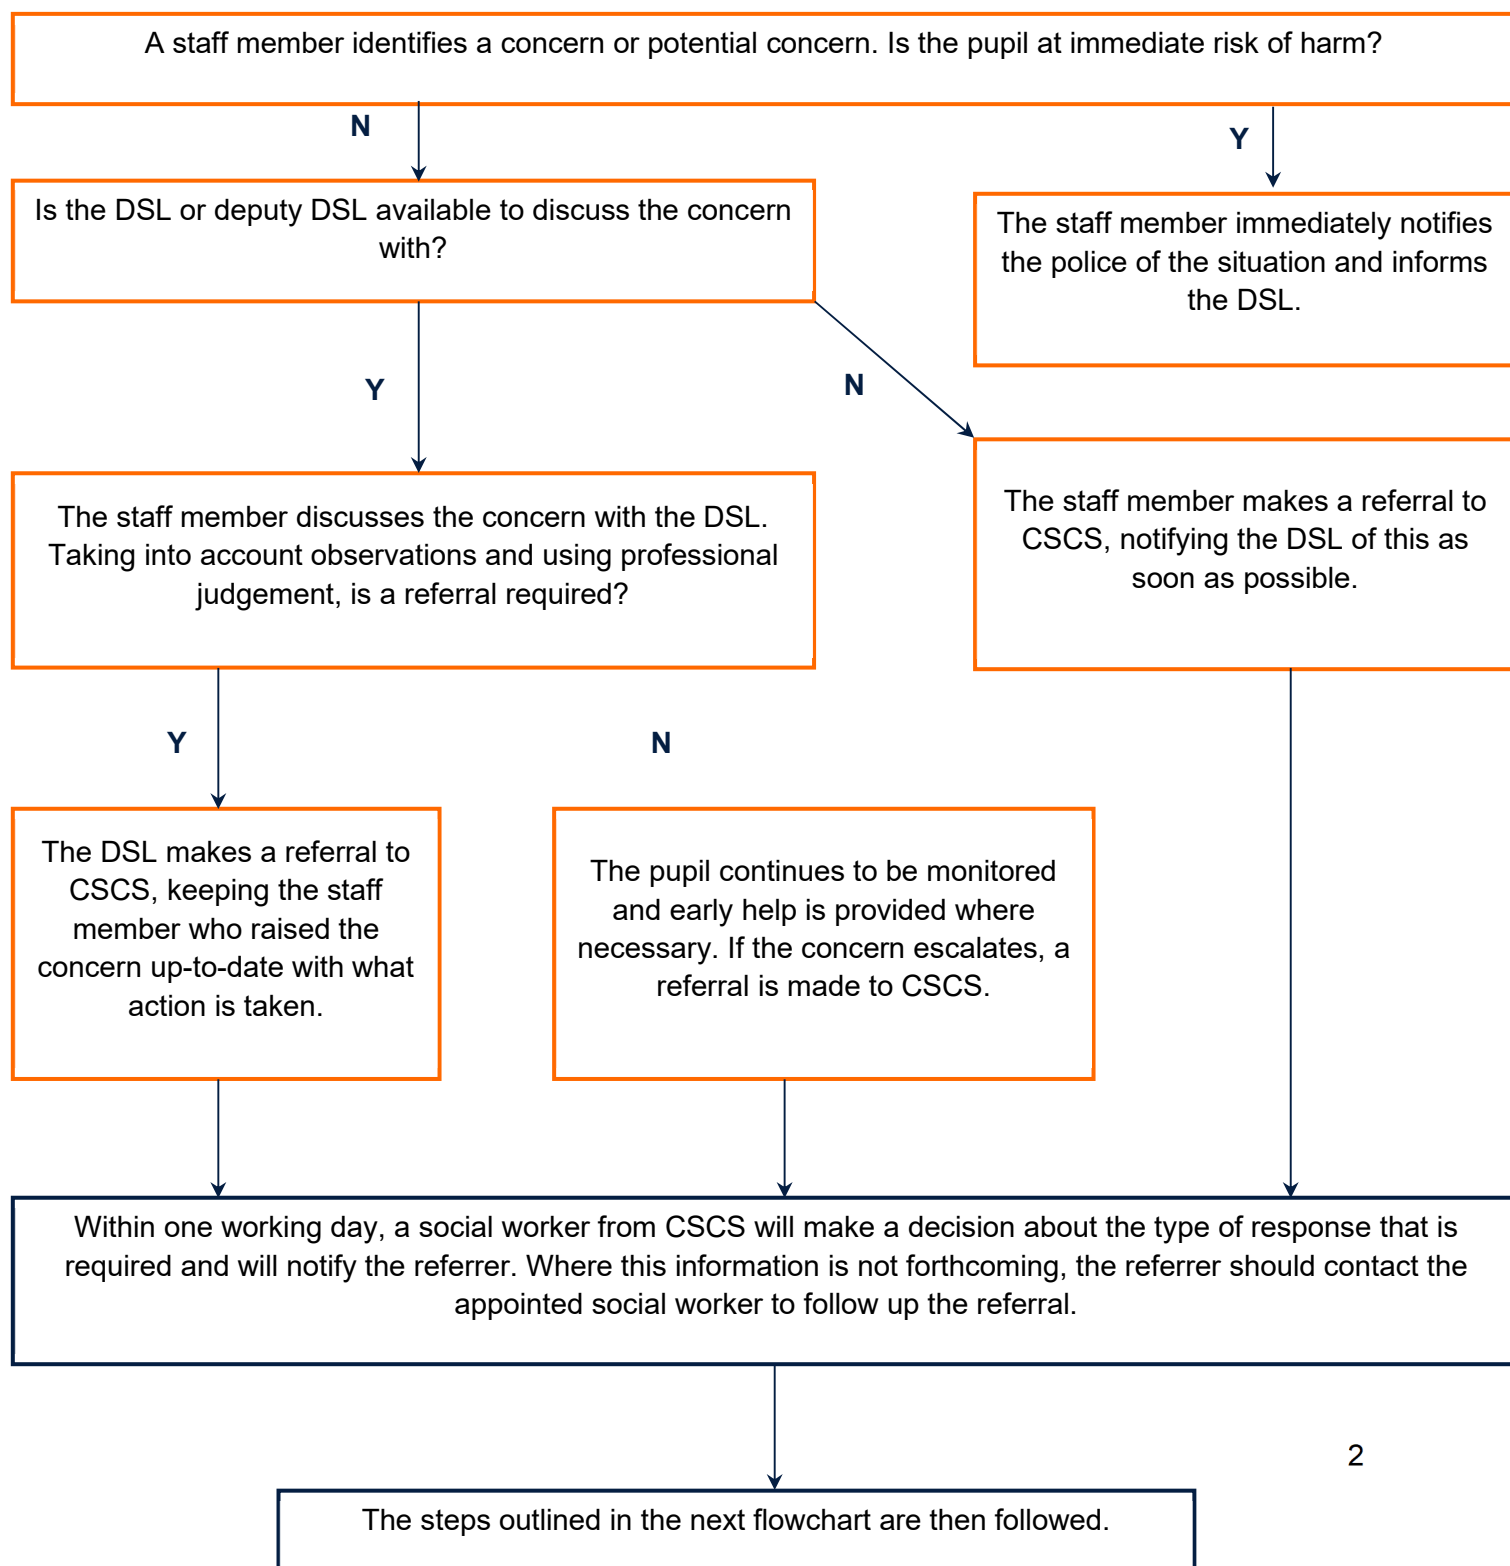 A staff member identifies a concern or potential concern. Is the pupil at immediate risk of harm?
N
Y
Is the DSL or deputy DSL available to discuss the concern
with?
The staff member immediately notifies
the police of the situation and informs
the DSL.
Y
N
The staff member discusses the concern with the DSL.
Taking into account observations and using professional
judgement, is a referral required?
The staff member makes a referral to
CSCS, notifying the DSL of this as
soon as possible.
Y
N
The DSL makes a referral to
CSCS, keeping the staff
member who raised the
concern up-to-date with what
action is taken.
The pupil continues to be monitored
and early help is provided where
necessary. If the concern escalates, a
referral is made to CSCS.
Within one working day, a social worker from CSCS will make a decision about the type of response that is
required and will notify the referrer. Where this information is not forthcoming, the referrer should contact the
appointed social worker to follow up the referral.
2
The steps outlined in the next flowchart are then followed.